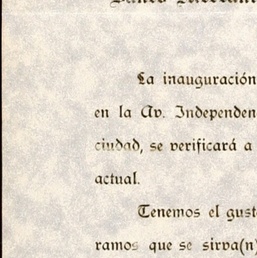 La inauguración
en la Av. Independen
ciudad, se verificará a
actual.
Tenemos el gust
ramos que se sirva(n)